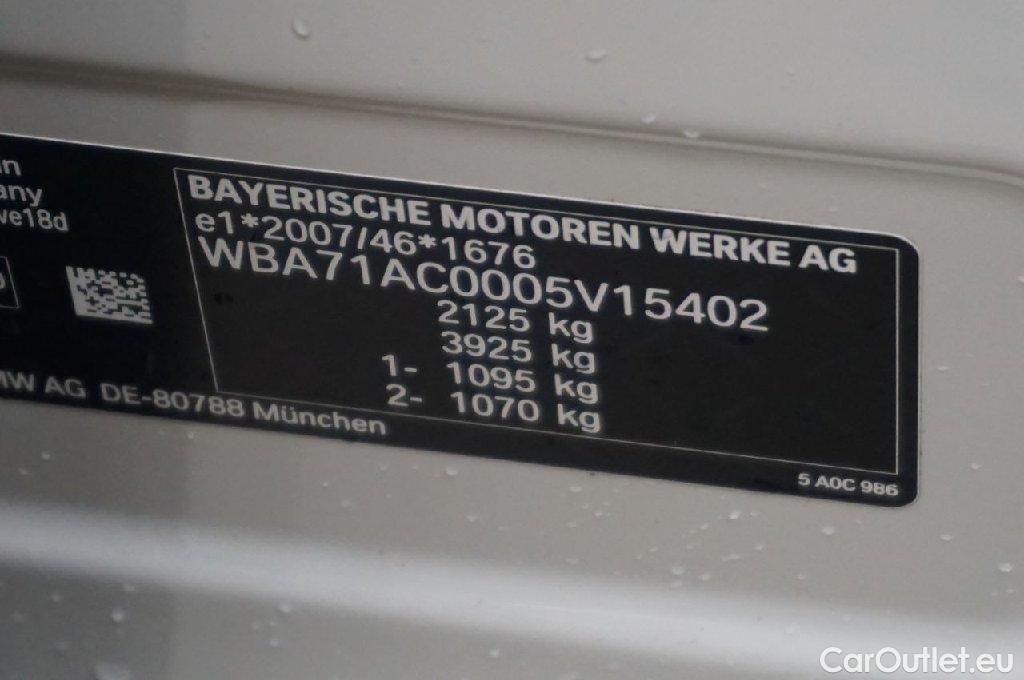 BAYERISCHE MOTOREN WERKE AG
e1*2007/46*1676
WBA71AC0005V15402
2125 kg
3925 kg
1- 1095 kg
2- 1070 kg
AG DE-80788 München
5 A0C 986
CarOutlet.eu